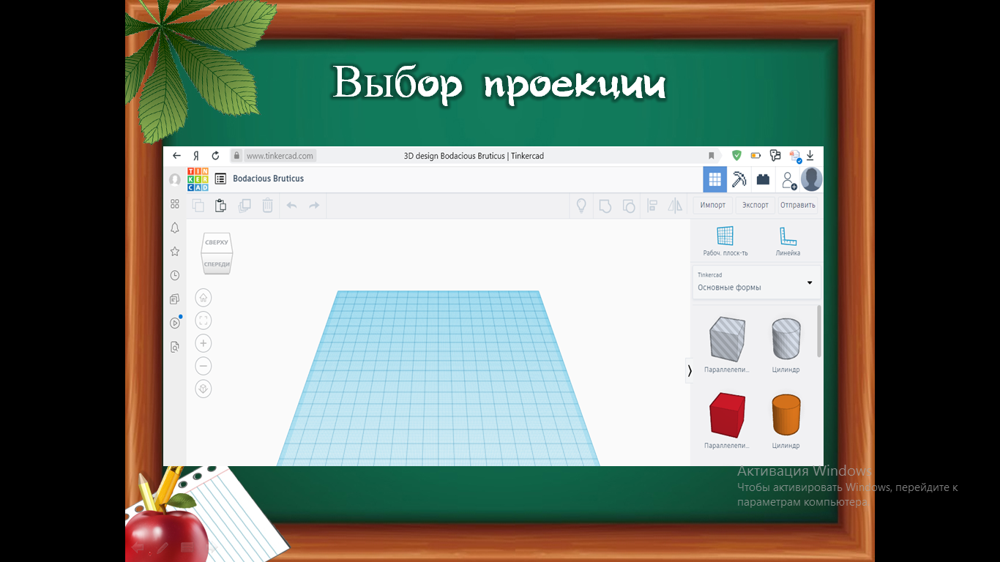 Выбор проекции
Я
www.tinkercad.com
3D design Bodacious Bruticus | Tinkercad
TIN
KER
CAD
Bodacious Bruticus
Импорт
Экспорт
Отправить
СВЕРХУ
СПЕРЕДИ
Рабоч. плоск-ть
Линейка
Tinkercad
Основные формы
Параллелепи...
Цилиндр
Параллелепи...
Цилиндр
Активация Windows
Чтобы активировать Windows, перейдите к
параметрам компьютера.